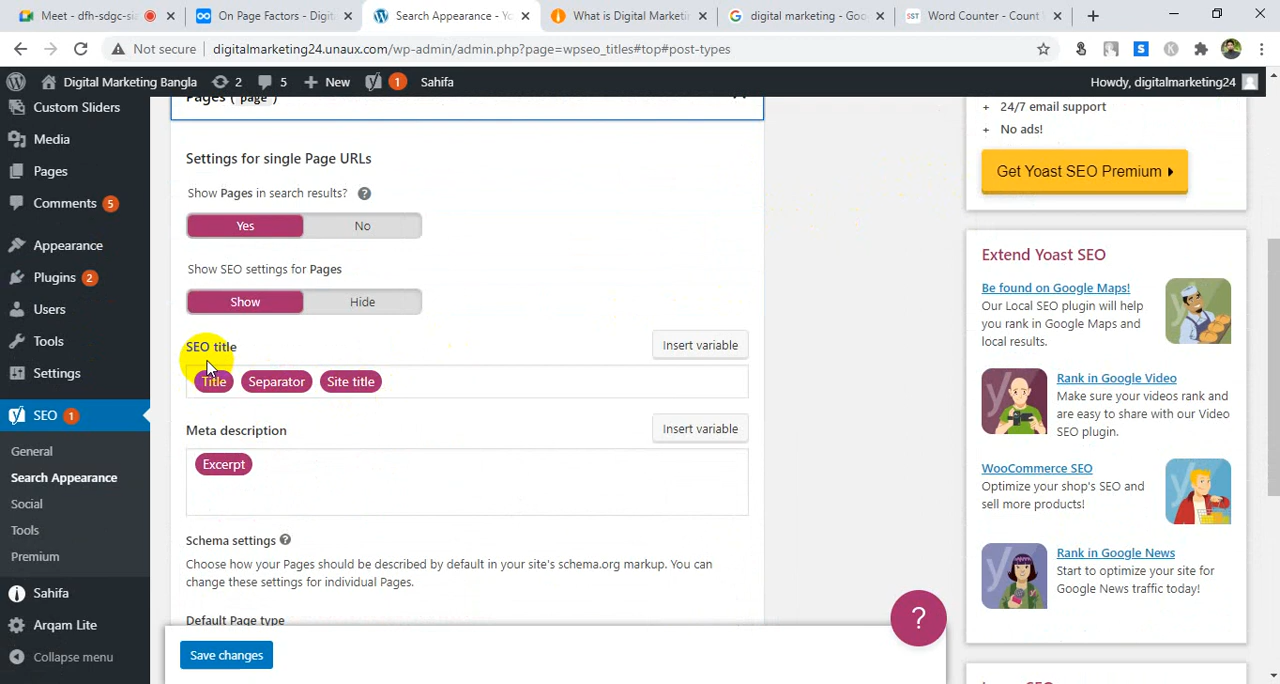 Meet - dfh-sdgc-su
On Page Factors - Digit
Search Appearance - Yo
What is Digital Marketin
digital marketing - Goo
SST
Word Counter - Count
Not secure
digitalmarketing24.unaux.com/wp-admin/admin.php?page=wpseo_titles#top#post-types
Digital Marketing Bangla
2
5
New
1
Sahifa
Howdy, digitalmarketing24
Custom Sliders
Media
Pages
Comments 5
Appearance
Plugins 2
Users
Tools
Settings
SEO 1
General
Search Appearance
Social
Tools
Premium
Sahifa
Arqam Lite
Collapse menu
Pages ("page")
Settings for single Page URLs
Show Pages in search results? ?
Yes
No
Show SEO settings for Pages
Show
Hide
SEO title
Insert variable
Title
Separator
Site title
Meta description
Insert variable
Excerpt
Schema settings ?
Choose how your Pages should be described by default in your site's schema.org markup. You can
change these settings for individual Pages.
Default Page type
Save changes
?
+ 24/7 email support
+ No ads!
Get Yoast SEO Premium
Extend Yoast SEO
Be found on Google Maps!
Our Local SEO plugin will help
you rank in Google Maps and
local results.
Rank in Google Video
Make sure your videos rank and
are easy to share with our Video
SEO plugin.
WooCommerce SEO
Optimize your shop's SEO and
sell more products!
Rank in Google News
Start to optimize your site for
Google News traffic today!